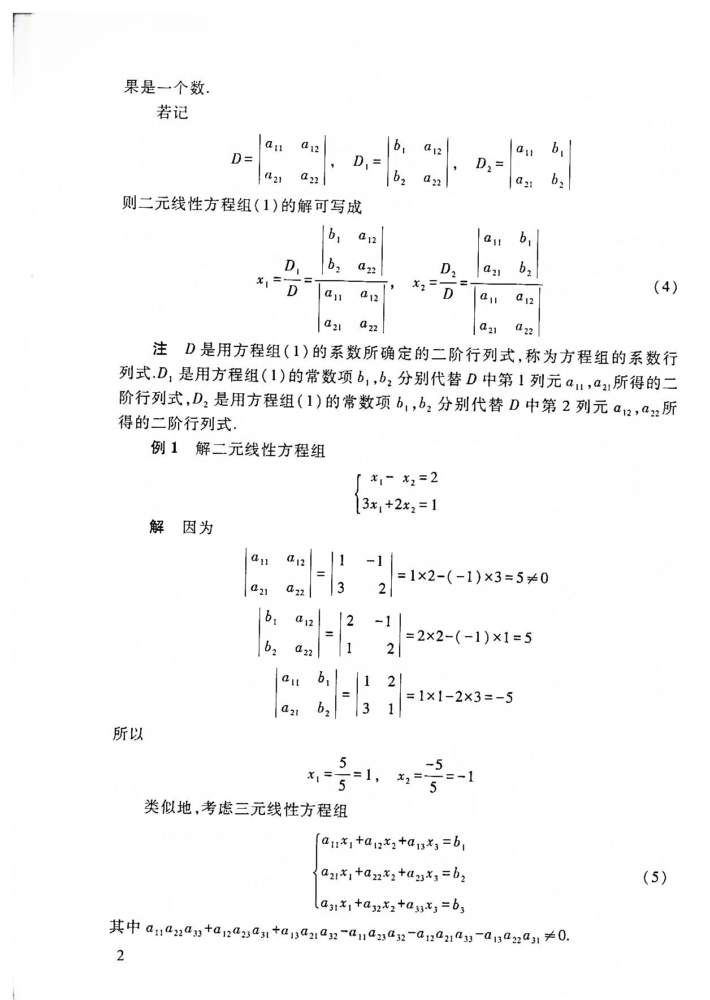 果是一个数.
若记
$D=\begin{vmatrix} a_{11} & a_{12} \\ a_{21} & a_{22} \end{vmatrix}, \quad D_1=\begin{vmatrix} b_1 & a_{12} \\ b_2 & a_{22} \end{vmatrix}, \quad D_2=\begin{vmatrix} a_{11} & b_1 \\ a_{21} & b_2 \end{vmatrix}$
则二元线性方程组(1)的解可写成
$x_1=\frac{D_1}{D}=\frac{\begin{vmatrix} b_1 & a_{12} \\ b_2 & a_{22} \end{vmatrix}}{\begin{vmatrix} a_{11} & a_{12} \\ a_{21} & a_{22} \end{vmatrix}}, \quad x_2=\frac{D_2}{D}=\frac{\begin{vmatrix} a_{11} & b_1 \\ a_{21} & b_2 \end{vmatrix}}{\begin{vmatrix} a_{11} & a_{12} \\ a_{21} & a_{22} \end{vmatrix}}$ (4)
注 $D$ 是用方程组(1)的系数所确定的二阶行列式,称为方程组的系数行
列式.$D_1$ 是用方程组(1)的常数项 $b_1,b_2$ 分别代替 $D$ 中第 1 列元 $a_{11},a_{21}$所得的二
阶行列式,$D_2$ 是用方程组(1)的常数项 $b_1,b_2$ 分别代替 $D$ 中第 2 列元 $a_{12},a_{22}$所
得的二阶行列式.
例 1 解二元线性方程组
$\begin{cases} x_1-x_2=2 \\ 3x_1+2x_2=1 \end{cases}$
解 因为
$\begin{vmatrix} a_{11} & a_{12} \\ a_{21} & a_{22} \end{vmatrix}=\begin{vmatrix} 1 & -1 \\ 3 & 2 \end{vmatrix}=1×2-(-1)×3=5≠0$
$\begin{vmatrix} b_1 & a_{12} \\ b_2 & a_{22} \end{vmatrix}=\begin{vmatrix} 2 & -1 \\ 1 & 2 \end{vmatrix}=2×2-(-1)×1=5$
$\begin{vmatrix} a_{11} & b_1 \\ a_{21} & b_2 \end{vmatrix}=\begin{vmatrix} 1 & 2 \\ 3 & 1 \end{vmatrix}=1×1-2×3=-5$
所以
$x_1=\frac{5}{5}=1, \quad x_2=\frac{-5}{5}=-1$
类似地,考虑三元线性方程组
$\begin{cases} a_{11}x_1+a_{12}x_2+a_{13}x_3=b_1 \\ a_{21}x_1+a_{22}x_2+a_{23}x_3=b_2 \\ a_{31}x_1+a_{32}x_2+a_{33}x_3=b_3 \end{cases}$ (5)
其中 $a_{11}a_{22}a_{33}+a_{12}a_{23}a_{31}+a_{13}a_{21}a_{32}-a_{11}a_{23}a_{32}-a_{12}a_{21}a_{33}-a_{13}a_{22}a_{31}≠0.$
2